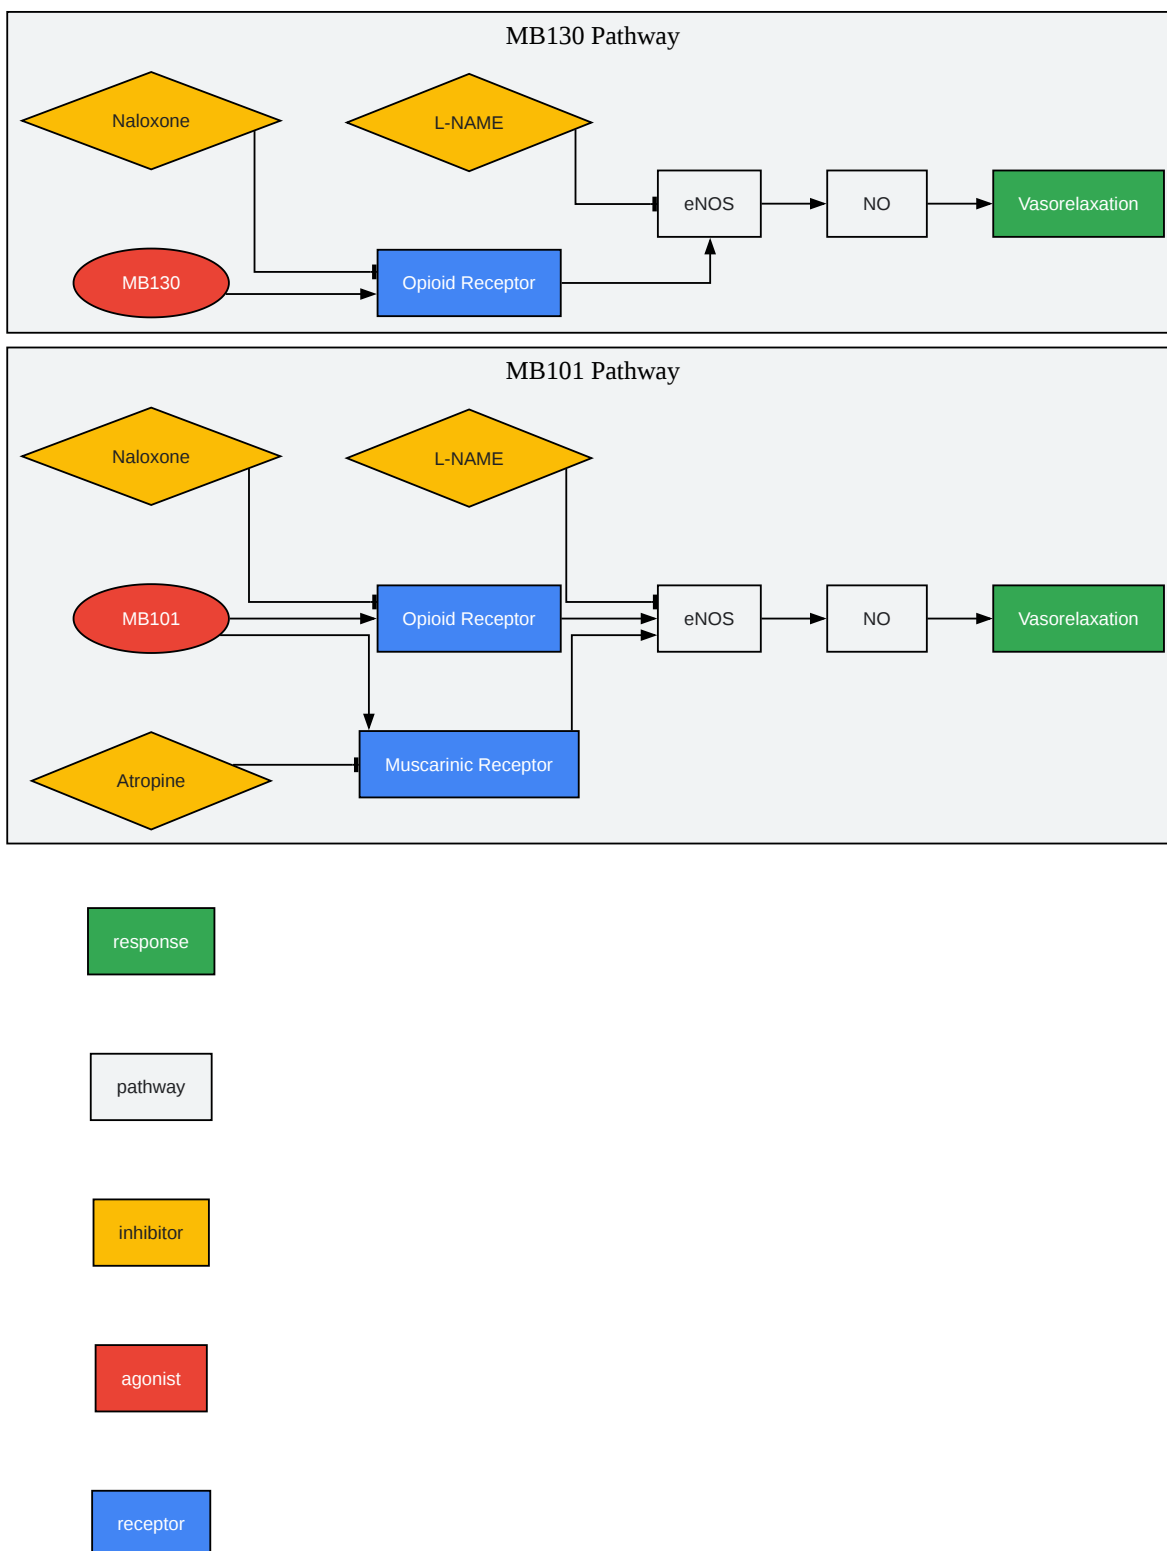 MB130 Pathway
Naloxone
L-NAME
eNOS
NO
Vasorelaxation
MB130
Opioid Receptor
MB101 Pathway
Naloxone
L-NAME
MB101
Opioid Receptor
eNOS
NO
Vasorelaxation
Atropine
Muscarinic Receptor
response
pathway
inhibitor
agonist
receptor